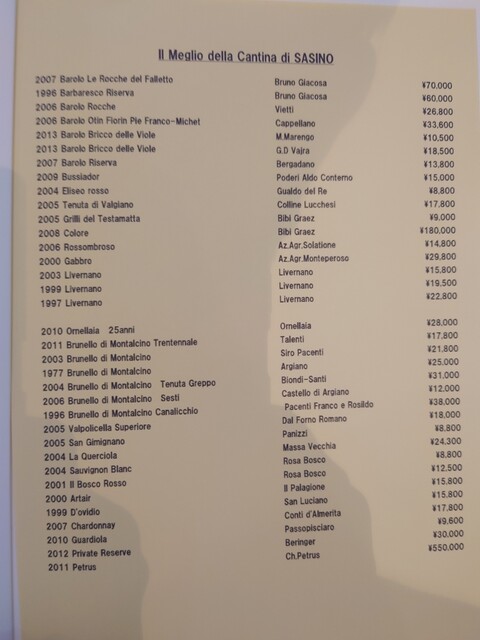 Il Meglio della Cantina di SASINO
2007 Barolo Le Rocche del Falletto Bruno Giacosa ¥70,000
1996 Barbaresco Riserva Bruno Giacosa ¥60,000
2006 Barolo Rocche Vietti ¥26,800
2006 Barolo Otin Fiorin Pie Franco-Michet Cappellano ¥33,600
2013 Barolo Bricco delle Viole M.Marengo ¥10,500
2013 Barolo Bricco delle Viole G.D Vajra ¥18,500
2007 Barolo Riserva Bergadano ¥13,800
2009 Bussiador Poderi Aldo Conterno ¥15,000
2004 Eliseo rosso Gualdo del Re ¥8,800
2005 Tenuta di Valgiano Colline Lucchesi ¥17,800
2005 Grilli del Testamatta Bibi Graez ¥9,000
2008 Colore Bibi Graez ¥180,000
2006 Rossombroso Az.Agr.Solatione ¥14,800
2000 Gabbro Az.Agr.Monteperoso ¥29,800
2003 Livernano Livernano ¥15,800
1999 Livernano Livernano ¥19,500
1997 Livernano Livernano ¥22,800
2010 Ornellaia 25anni Ornellaia ¥28,000
2011 Brunello di Montalcino Trentennale Talenti ¥17,800
2003 Brunello di Montalcino Siro Pacenti ¥21,800
1977 Brunello di Montalcino Argiano ¥25,000
2004 Brunello di Montalcino Tenuta Greppo Biondi-Santi ¥31,000
2006 Brunello di Montalcino Sesti Castello di Argiano ¥12,000
1996 Brunello di Montalcino Canalicchio Pacenti Franco e Rosildo ¥38,000
2005 Valpolicella Superiore Dal Forno Romano ¥18,000
2005 San Gimignano Panizzi ¥8,800
2004 La Querciola Massa Vecchia ¥24,300
2004 Sauvignon Blanc Rosa Bosco ¥8,800
2001 Il Bosco Rosso Rosa Bosco ¥12,500
2000 Artair Il Palagione ¥15,800
1999 D'ovidio San Luciano ¥15,800
2007 Chardonnay Conti d'Almerita ¥17,800
2010 Guardiola Passopisciaro ¥9,600
2012 Private Reserve Beringer ¥30,000
2011 Petrus Ch.Petrus ¥550,000